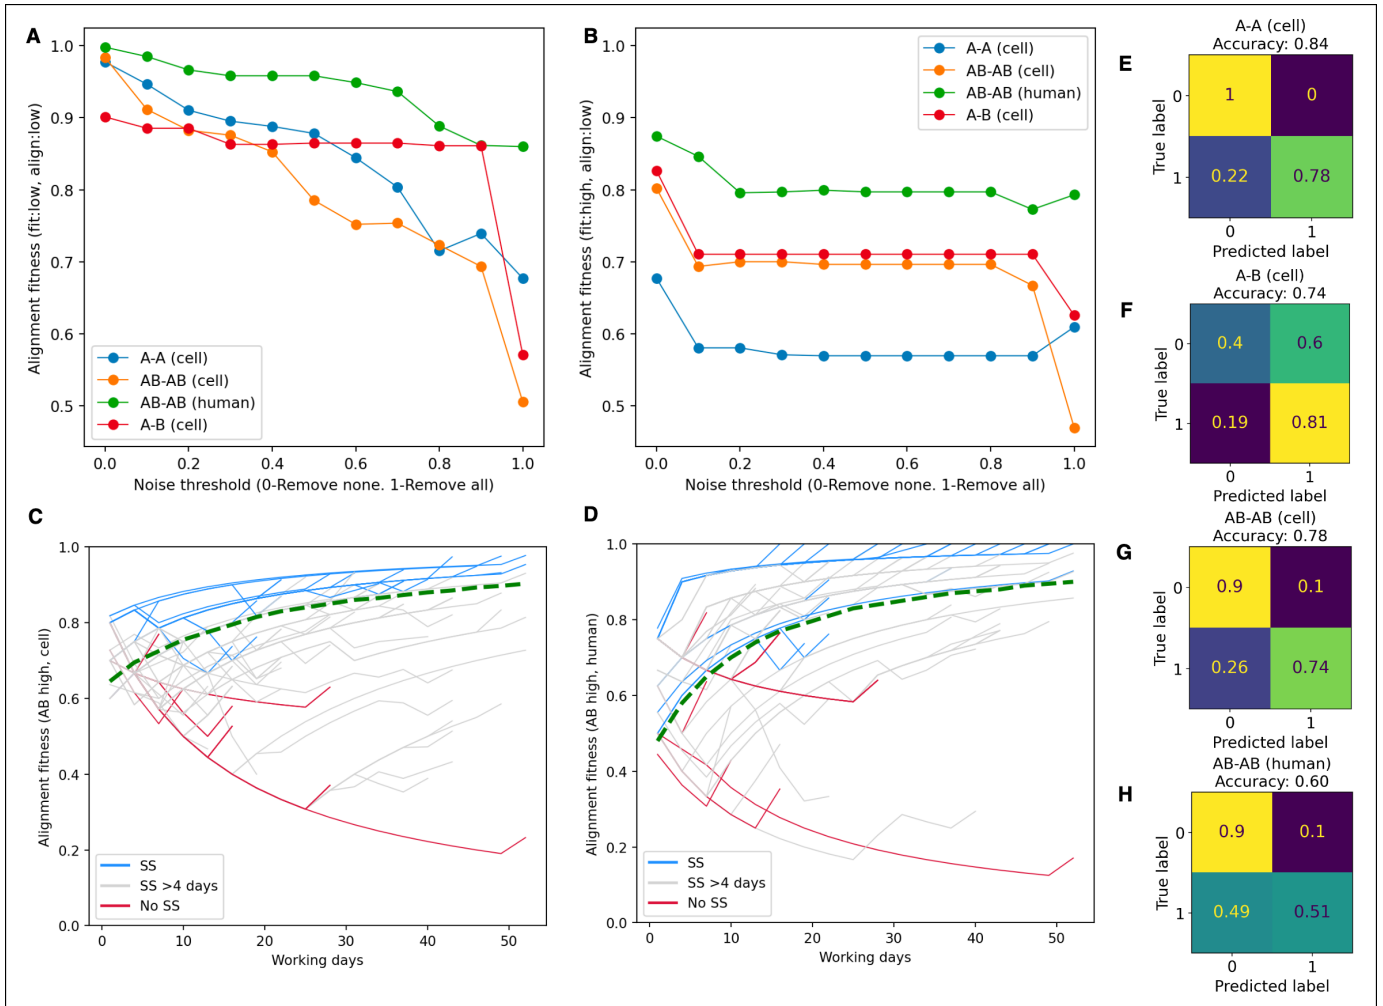 A
1.0
0.9
0.8
0.7
0.6
0.5
Alignment fitness (fit:low, align:low)
A-A (cell)
AB-AB (cell)
AB-AB (human)
A-B (cell)
0.0 0.2 0.4 0.6 0.8 1.0
Noise threshold (0-Remove none. 1-Remove all)
B
1.0
0.9
0.8
0.7
0.6
0.5
Alignment fitness (fit:high, align:low)
A-A (cell)
AB-AB (cell)
AB-AB (human)
A-B (cell)
0.0 0.2 0.4 0.6 0.8 1.0
Noise threshold (0-Remove none. 1-Remove all)
C
1.0
0.8
0.6
0.4
0.2
0.0
Alignment fitness (AB high, cell)
SS
SS >4 days
No SS
0 10 20 30 40 50
Working days
D
1.0
0.8
0.6
0.4
0.2
0.0
Alignment fitness (AB high, human)
SS
SS >4 days
No SS
0 10 20 30 40 50
Working days
E
A-A (cell)
Accuracy: 0.84
True label
0 1 0
1 0.22 0.78
0 1
Predicted label
F
A-B (cell)
Accuracy: 0.74
True label
0 0.4 0.6
1 0.19 0.81
0 1
Predicted label
G
AB-AB (cell)
Accuracy: 0.78
True label
0 0.9 0.1
1 0.26 0.74
0 1
Predicted label
H
AB-AB (human)
Accuracy: 0.60
True label
0 0.9 0.1
1 0.49 0.51
0 1
Predicted label